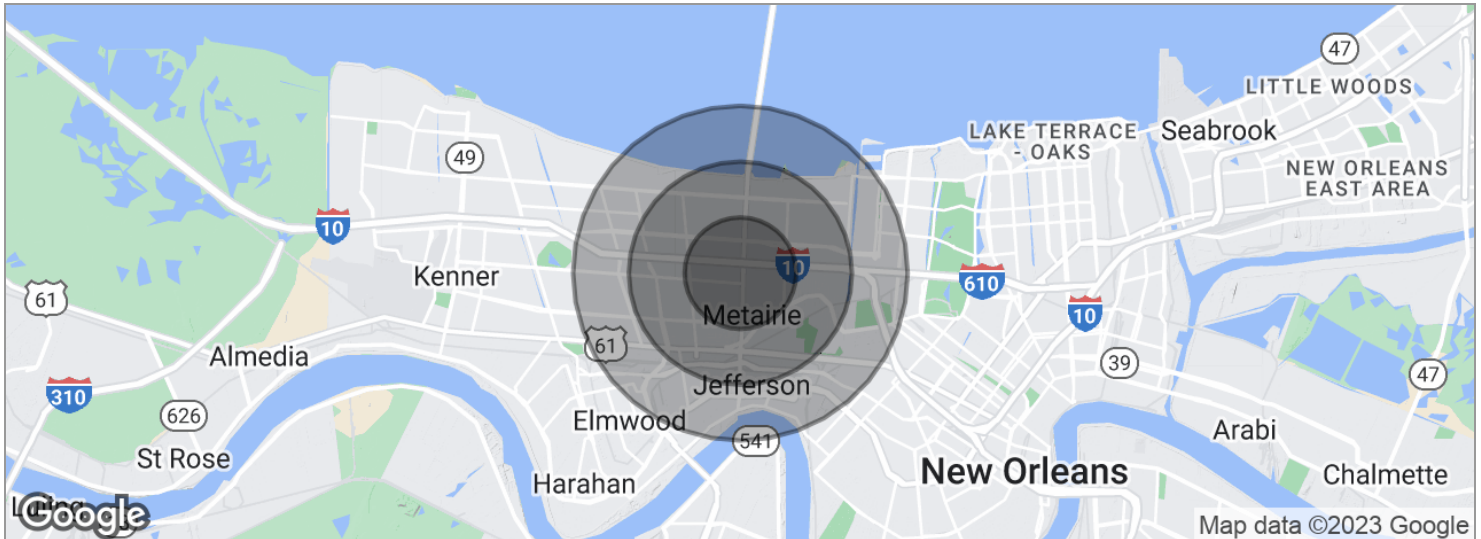 47
LITTLE WOODS
LAKE TERRACE
- OAKS
Seabrook
49
NEW ORLEANS
EAST AREA
10
Kenner
10
610
61
10
Metairie
61
Almedia
39
310
Jefferson
47
626
Elmwood
541
Arabi
St Rose
New Orleans
Chalmette
Harahan
Google
Map data ©2023 Google